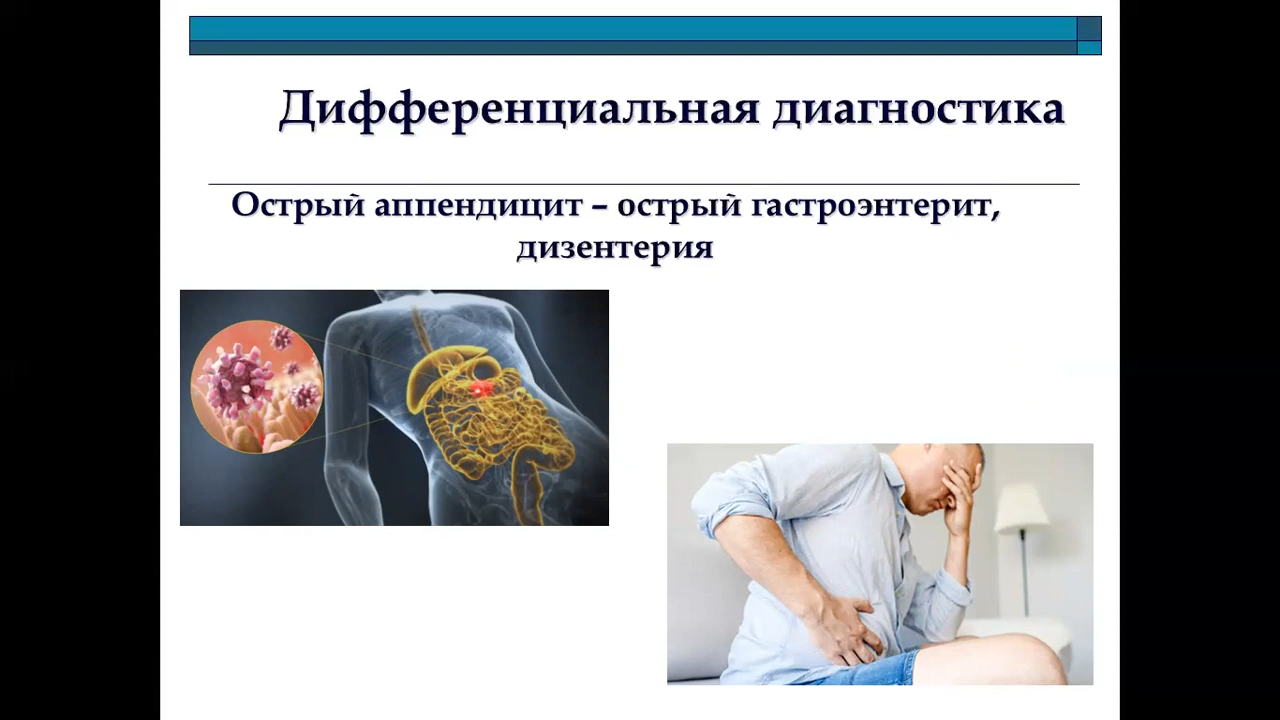 Дифференциальная диагностика
Острый аппендицит – острый гастроэнтерит,
дизентерия